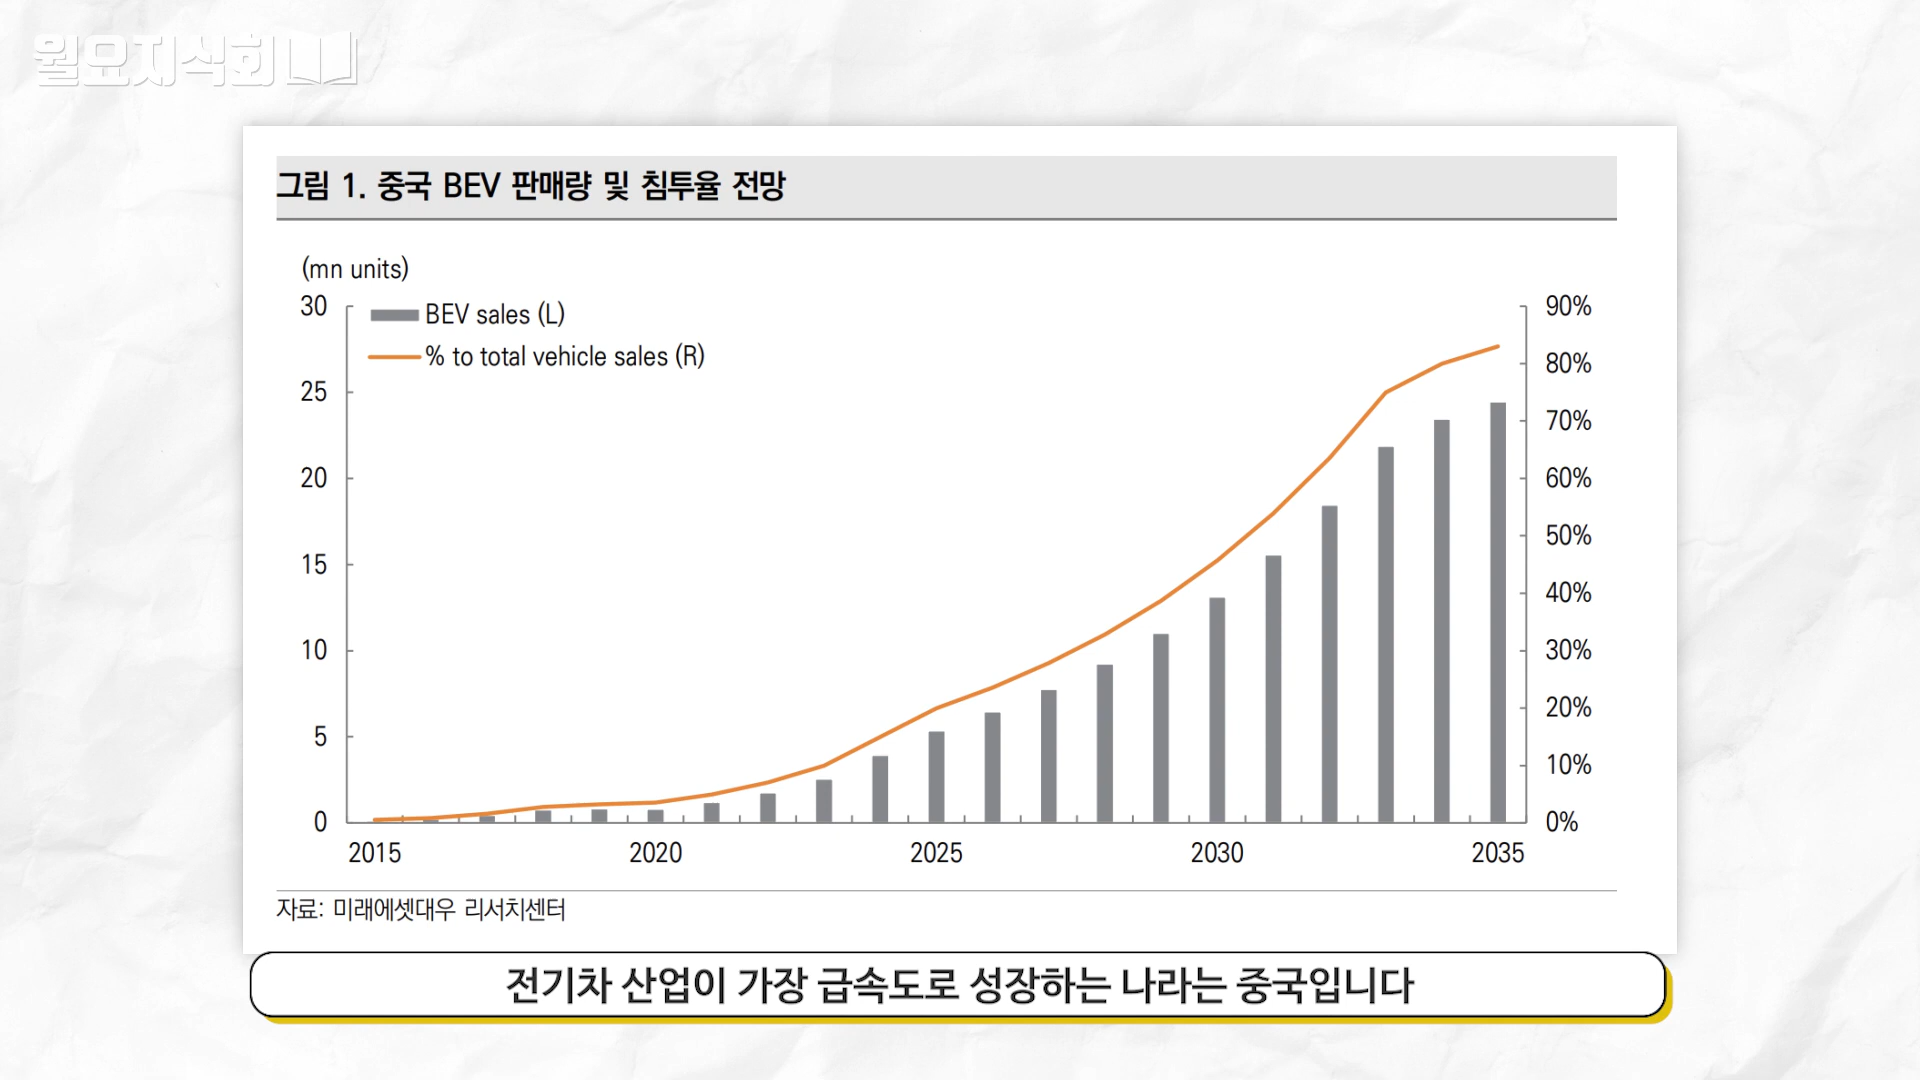 월요지식회
그림 1. 중국 BEV 판매량 및 침투율 전망
(mn units)
30
25
20
15
10
5
0
BEV sales (L)
% to total vehicle sales (R)
90%
80%
70%
60%
50%
40%
30%
20%
10%
0%
2015 2020 2025 2030 2035
자료: 미래에셋대우 리서치센터
전기차 산업이 가장 급속도로 성장하는 나라는 중국입니다